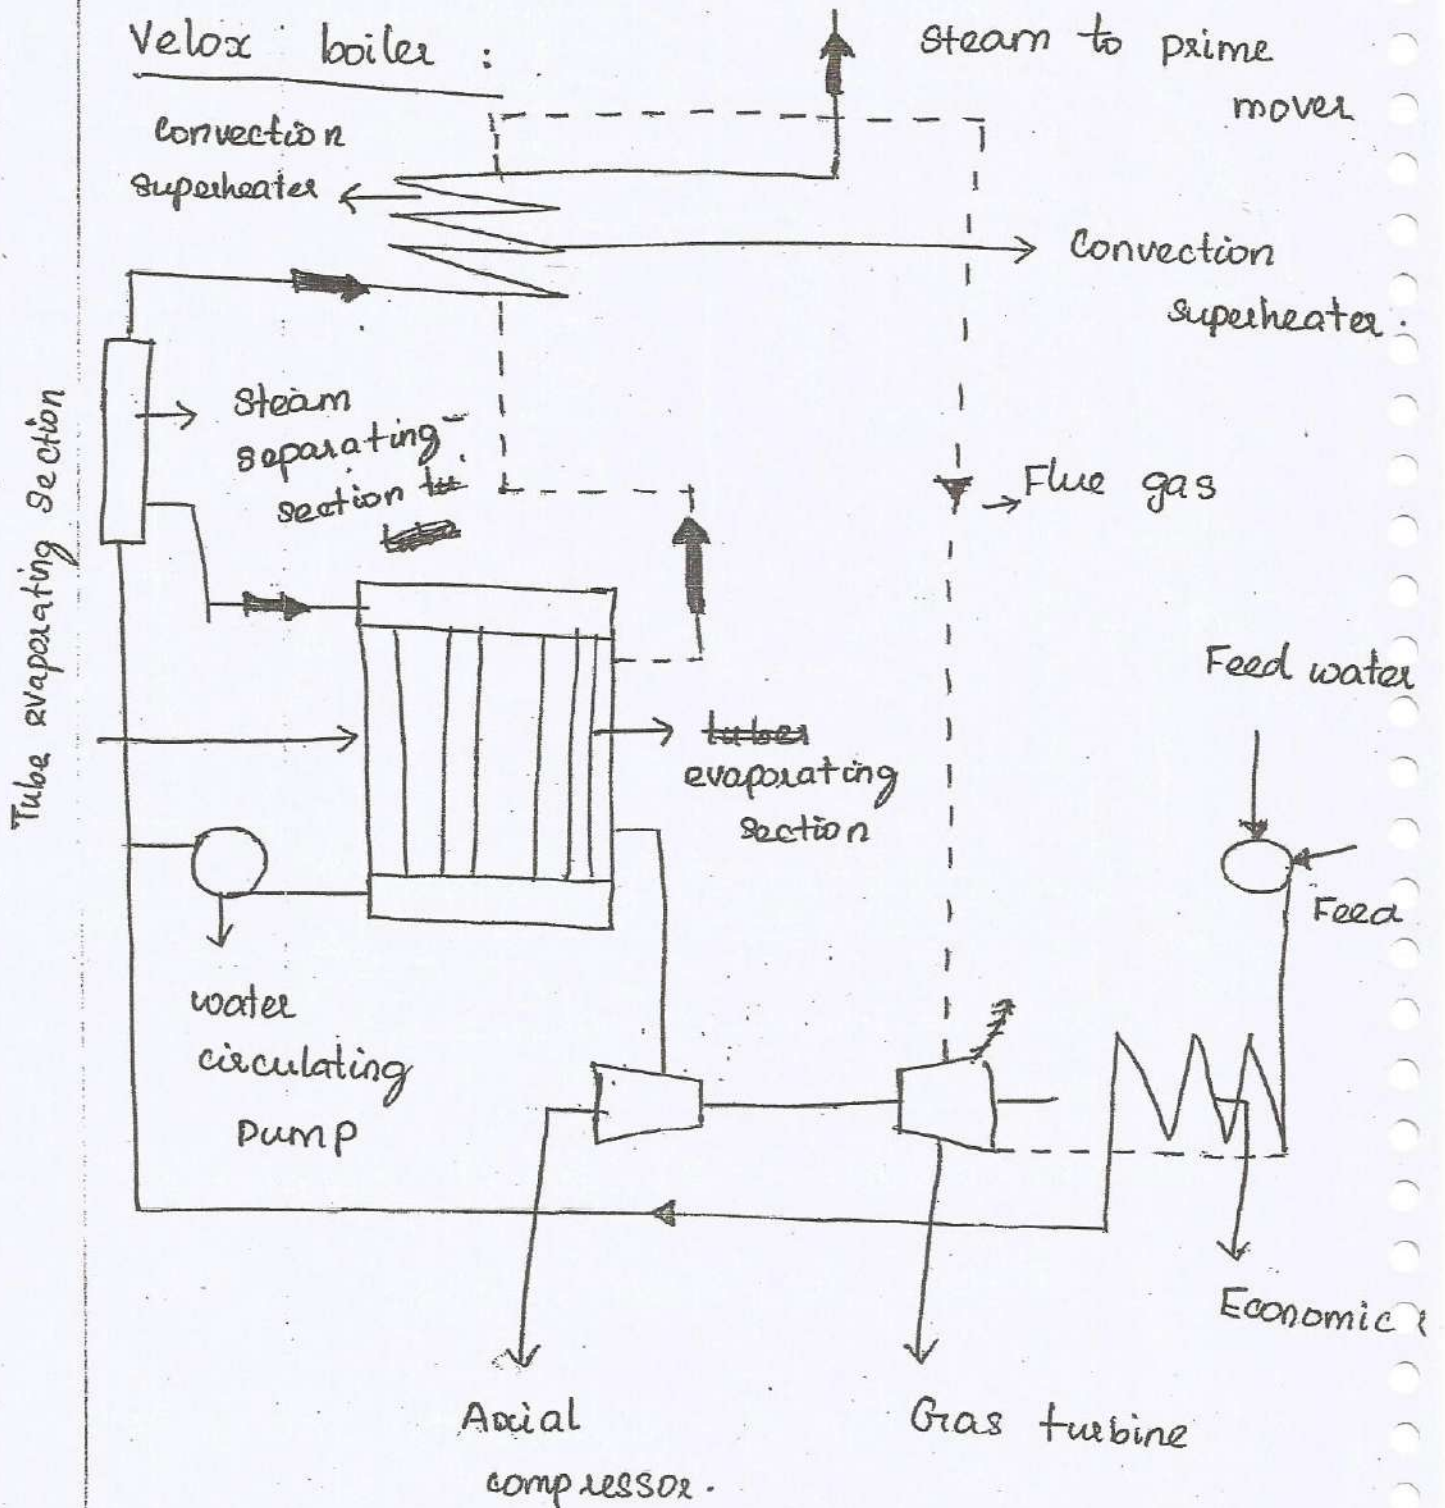 Velox boiler :
Steam to prime
mover
Convection
superheater
Convection
superheater.
Steam
separating
section
Tube evaporating section
Flue gas
Feed water
tubes
evaporating
section
Feed
water
circulating
pump
Economic
Axial
compressor.
Gas turbine